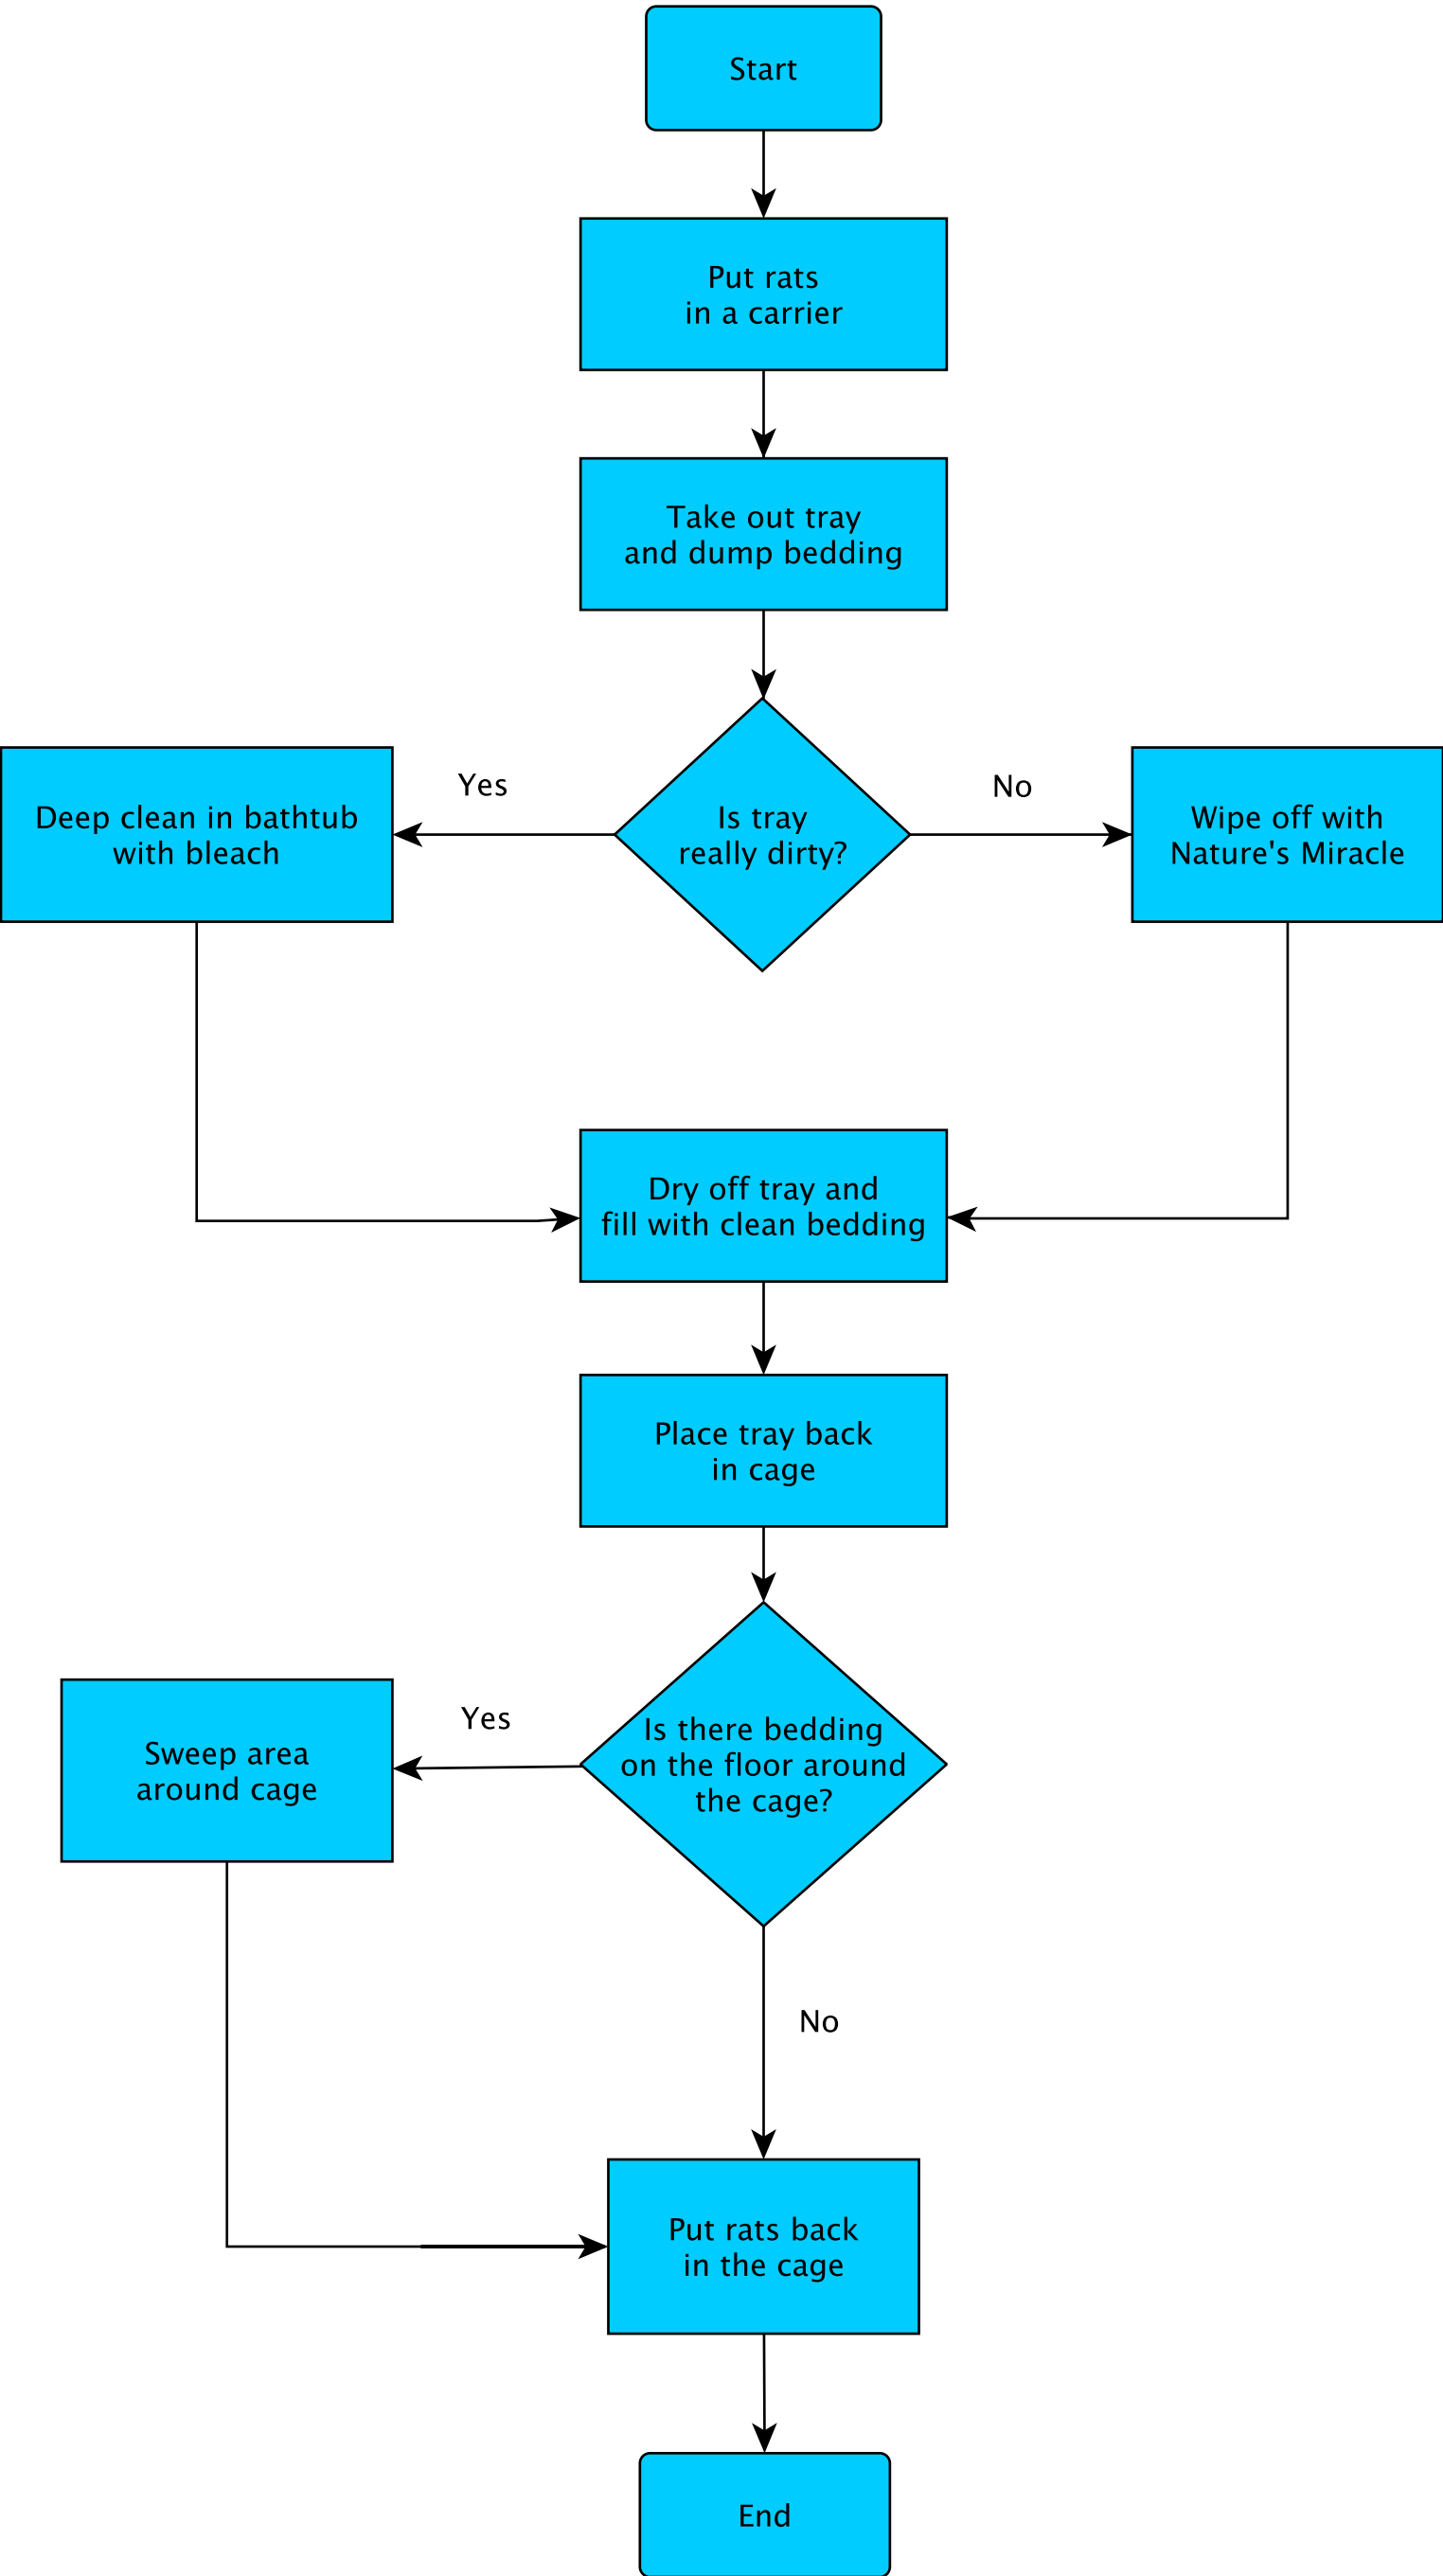 Start
Put rats
in a carrier
Take out tray
and dump bedding
Is tray
really dirty?
Yes
No
Deep clean in bathtub
with bleach
Wipe off with
Nature's Miracle
Dry off tray and
fill with clean bedding
Place tray back
in cage
Is there bedding
on the floor around
the cage?
Yes
Sweep area
around cage
No
Put rats back
in the cage
End